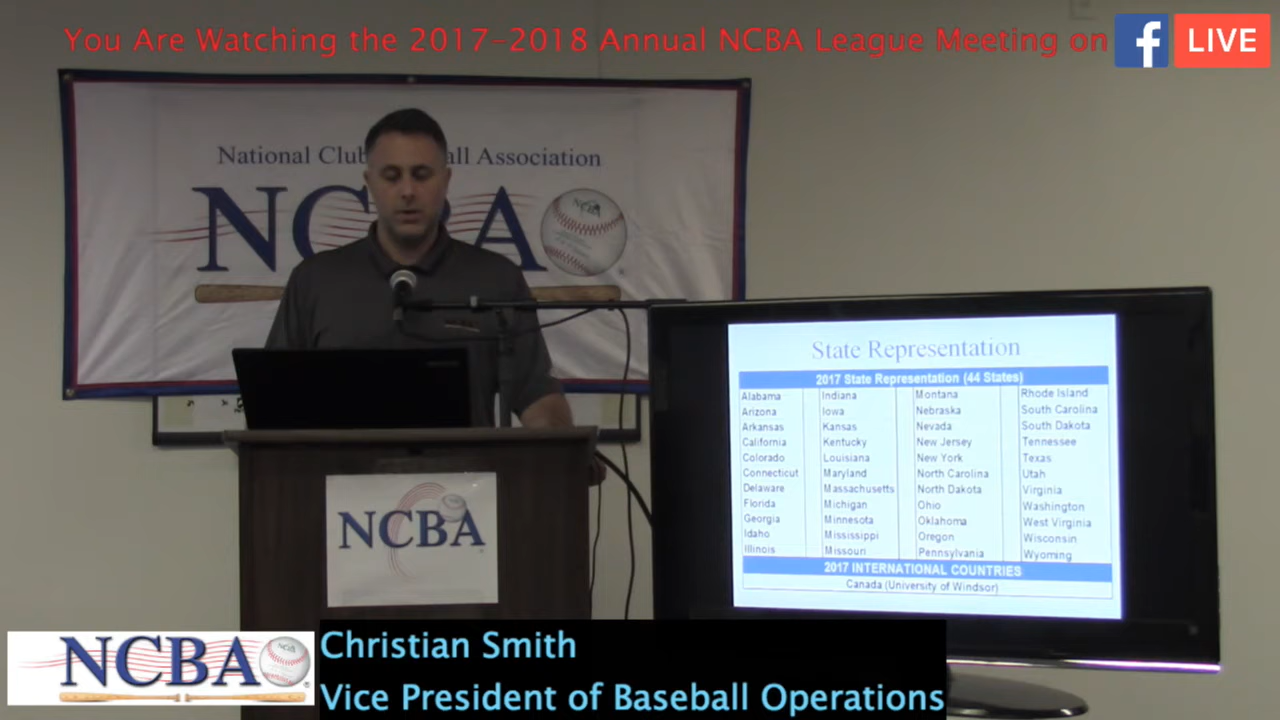 You Are Watching the 2017-2018 Annual NCBA League Meeting on f LIVE
National Club all Association
NCBA
NCBA
State Representation
2017 State Representation (44 States)
Alabama Indiana Montana Rhode Island
Arizona Iowa Nebraska South Carolina
Arkansas Kansas Nevada South Dakota
California Kentucky New Jersey Tennessee
Colorado Louisiana New York Texas
Connecticut Maryland North Carolina Utah
Delaware Massachusetts North Dakota Virginia
Florida Michigan Ohio Washington
Georgia Minnesota Oklahoma West Virginia
Idaho Mississippi Oregon Wisconsin
Illinois Missouri Pennsylvania Wyoming
2017 INTERNATIONAL COUNTRIES
Canada (University of Windsor)
NCBA
NCBA
Christian Smith
Vice President of Baseball Operations